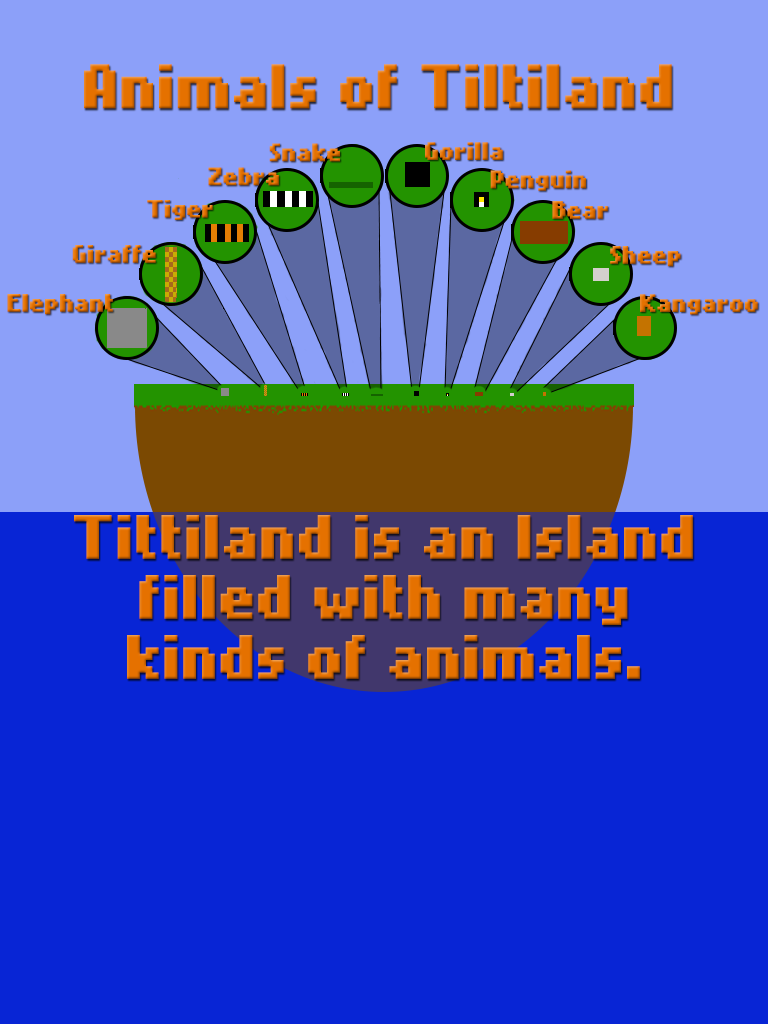 Animals of Tiltiland
Snake
Gorilla
Zebra
Penguin
Tiger
Bear
Giraffe
Sheep
Elephant
Kangaroo
Tittiland is an Island
filled with many
kinds of animals.